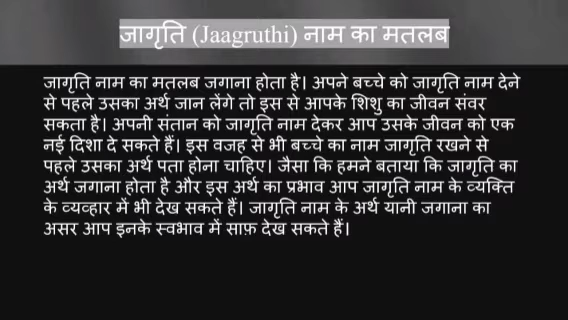 जागृति (Jaagruthi) नाम का मतलब
जागृति नाम का मतलब जगाना होता है। अपने बच्चे को जागृति नाम देने
से पहले उसका अर्थ जान लेंगे तो इस से आपके शिशु का जीवन संवर
सकता है। अपनी संतान को जागृति नाम देकर आप उसके जीवन को एक
नई दिशा दे सकते हैं। इस वजह से भी बच्चे का नाम जागृति रखने से
पहले उसका अर्थ पता होना चाहिए। जैसा कि हमने बताया कि जागृति का
अर्थ जगाना होता है और इस अर्थ का प्रभाव आप जागृति नाम के व्यक्ति
के व्यव्हार में भी देख सकते हैं। जागृति नाम के अर्थ यानी जगाना का
असर आप इनके स्वभाव में साफ़ देख सकते हैं।